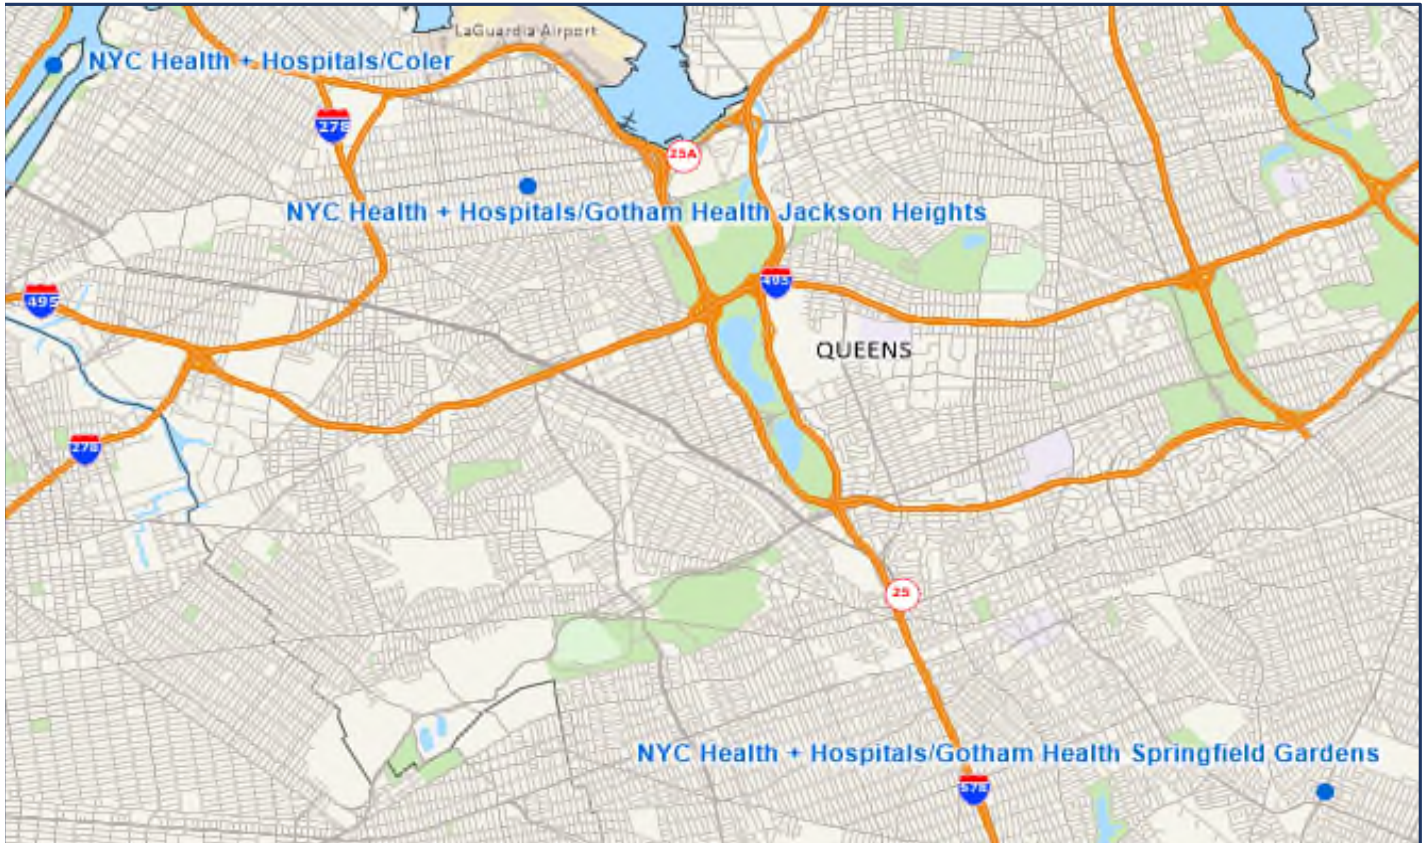 LaGuardia Airport
NYC Health + Hospitals/Coler
278
25A
NYC Health + Hospitals/Gotham Health Jackson Heights
495
495
QUEENS
278
25
NYC Health + Hospitals/Gotham Health Springfield Gardens
678